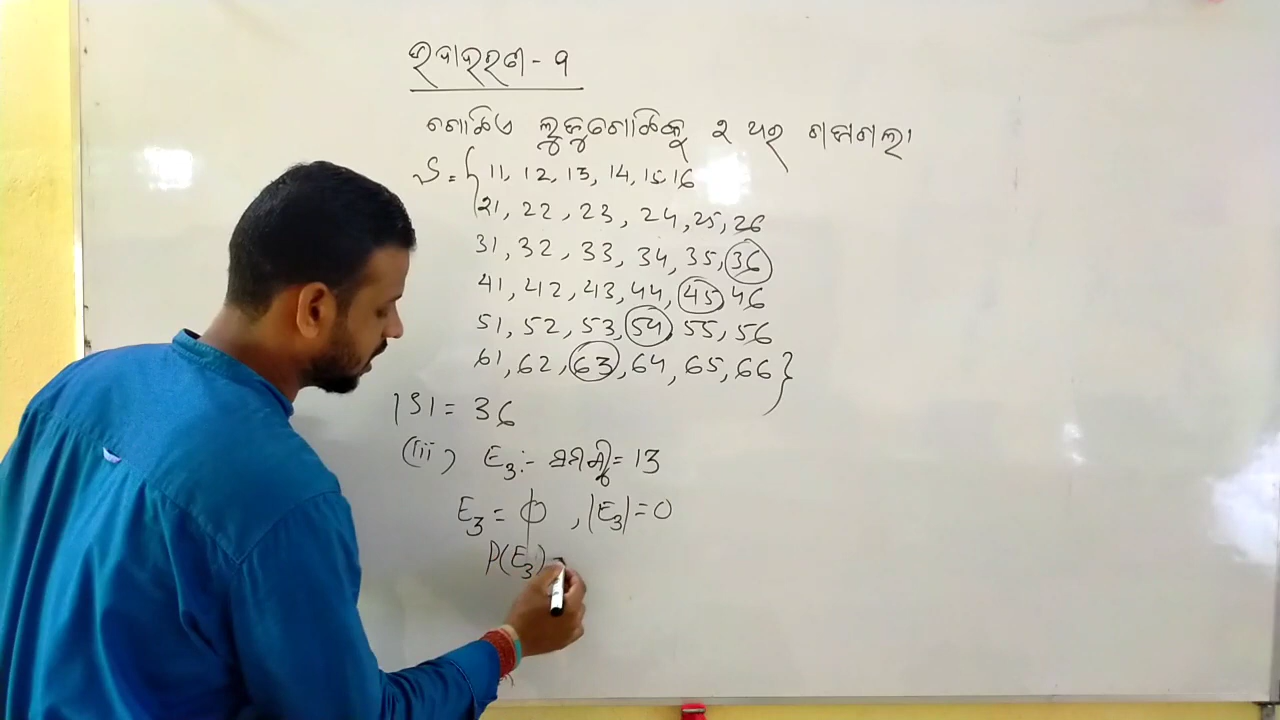 ଉଦାହରଣ - ୧
ଗୋଟିଏ ଲୁଡୁଗୋଟିକୁ ୨ ଥର ଗଡ଼ାଗଲା
S = { 11, 12, 13, 14, 15, 16
21, 22, 23, 24, 25, 26
31, 32, 33, 34, 35, 36
41, 42, 43, 44, 45, 46
51, 52, 53, 54, 55, 56
61, 62, 63, 64, 65, 66 }
|S| = 36
(iii) E₃ :- ସମଷ୍ଟି = 13
E₃ = φ , |E₃| = 0
P(E₃) =